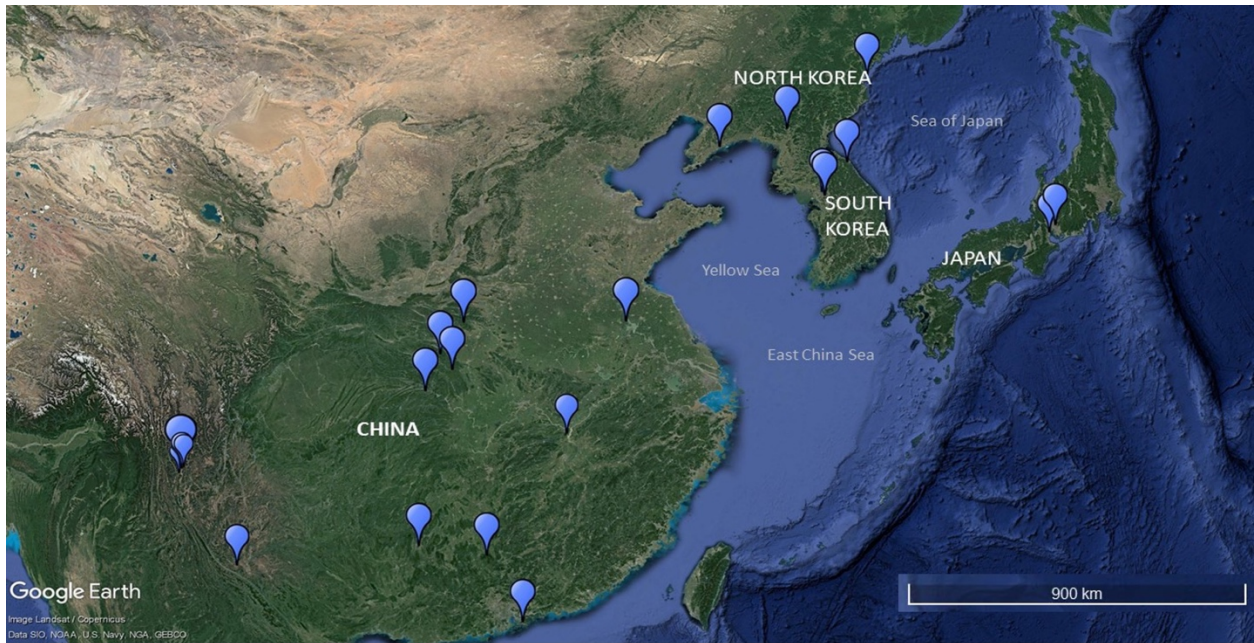 NORTH KOREA
Sea of Japan
SOUTH
KOREA
JAPAN
Yellow Sea
East China Sea
CHINA
Google Earth
900 km
Image Landsat / Copernicus
Data SIO, NOAA, U.S. Navy, NGA, GEBCO